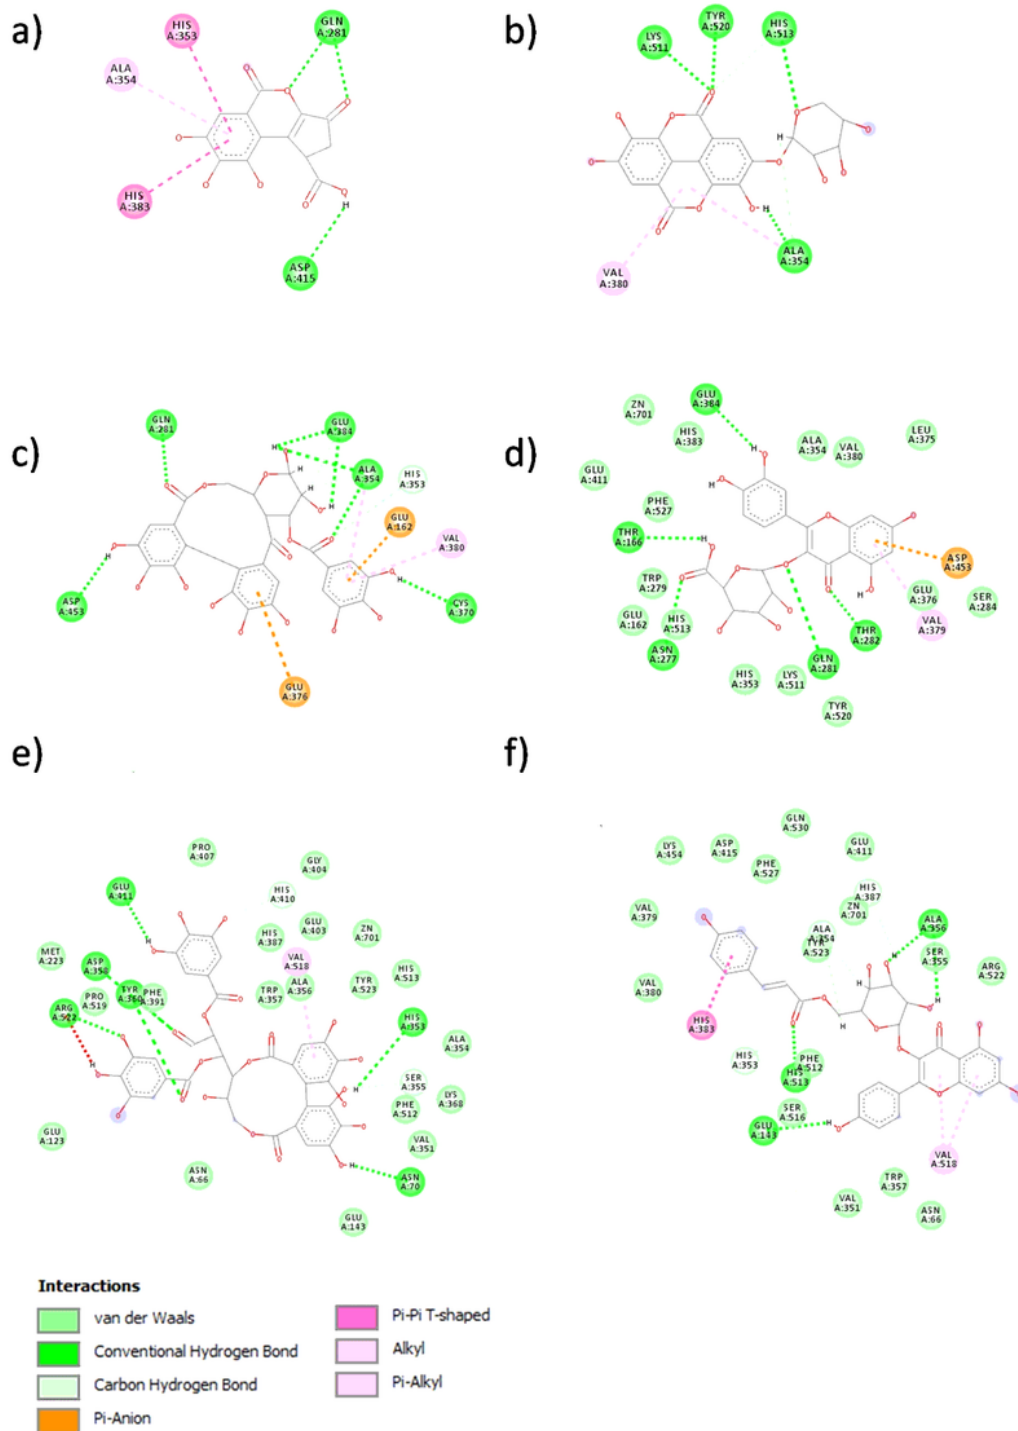 a)
HIS
A:353
GLN
A:281
ALA
A:354
HIS
A:383
ASP
A:415
b)
LYS
A:511
TYR
A:520
HIS
A:513
VAL
A:380
ALA
A:354
c)
GLN
A:281
GLU
A:384
ALA
A:354
HIS
A:353
GLU
A:162
VAL
A:380
ASP
A:453
CYS
A:370
GLU
A:376
d)
ZN
A:701
GLU
A:384
HIS
A:383
ALA
A:354
VAL
A:380
LEU
A:375
GLU
A:411
PHE
A:527
THR
A:166
ASP
A:453
TRP
A:279
GLU
A:376
SER
A:284
GLU
A:162
HIS
A:513
VAL
A:379
ASN
A:277
THR
A:282
GLN
A:281
HIS
A:353
LYS
A:511
TYR
A:520
e)
PRO
A:407
GLY
A:404
GLU
A:411
HIS
A:410
GLU
A:403
HIS
A:387
ZN
A:701
MET
A:223
ASP
A:358
VAL
A:518
TYR
A:360
PHE
A:391
TRP
A:357
ALA
A:356
TYR
A:523
HIS
A:513
PRO
A:519
ARG
A:522
HIS
A:353
ALA
A:354
SER
A:355
LYS
A:368
PHE
A:512
GLU
A:123
VAL
A:351
ASN
A:66
ASN
A:70
GLU
A:143
f)
GLN
A:530
LYS
A:454
ASP
A:415
GLU
A:411
PHE
A:527
HIS
A:387
VAL
A:379
ZN
A:701
ALA
A:354
TYR
A:523
ALA
A:356
SER
A:355
ARG
A:522
VAL
A:380
HIS
A:383
HIS
A:353
PHE
A:512
HIS
A:513
SER
A:516
GLU
A:143
VAL
A:518
TRP
A:357
VAL
A:351
ASN
A:66
Interactions
van der Waals
Conventional Hydrogen Bond
Carbon Hydrogen Bond
Pi-Anion
Pi-Pi T-shaped
Alkyl
Pi-Alkyl